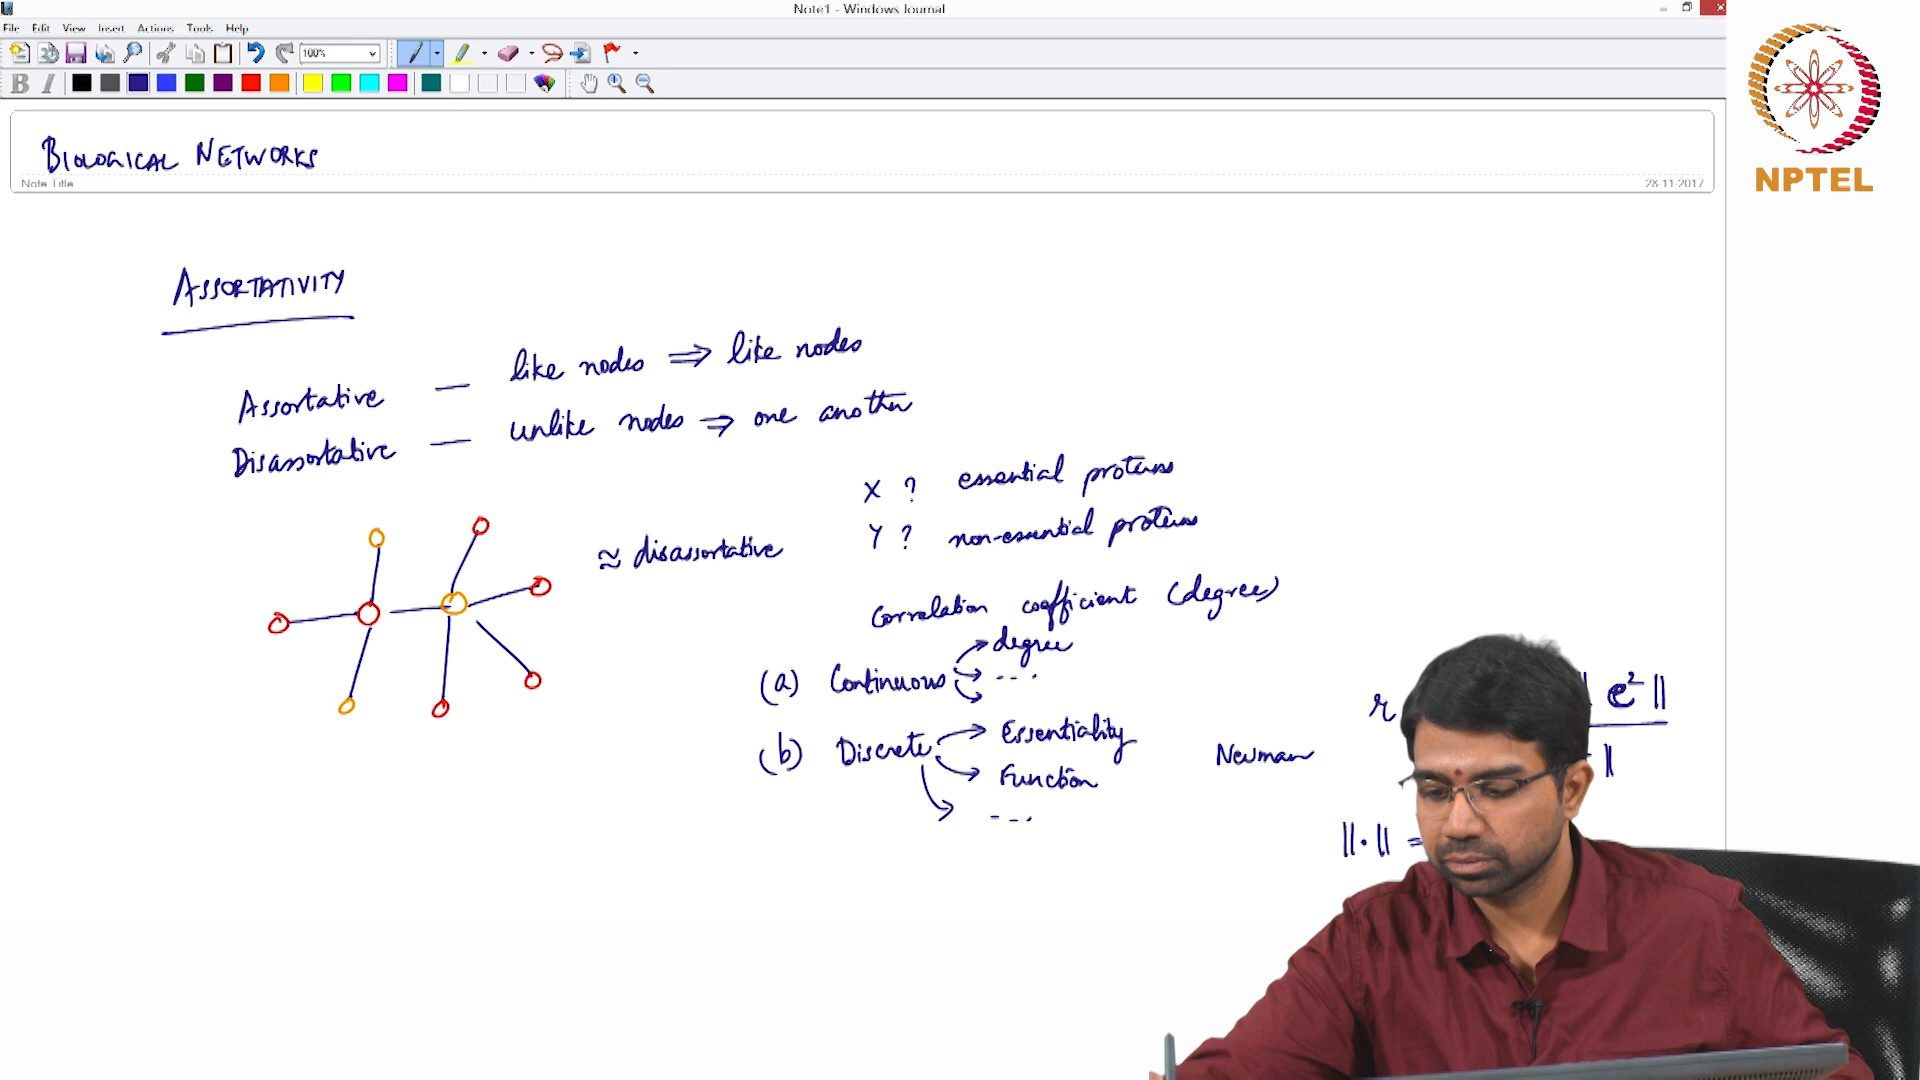 Note1 - Windows Journal
File Edit View Insert Actions Tools Help
100%
B I
NPTEL
BIOLOGICAL NETWORKS
Note Title
28-11-2017
ASSORTATIVITY
Assortative — like nodes ⇒ like nodes
Disassortative — unlike nodes ⇒ one another
X ? essential proteins
Y ? non-essential proteins
≈ disassortative
Correlation coefficient (degree)
(a) Continuous → degree
→ ...
(b) Discrete → Essentiality
→ Function
→ ...
Newman
r
e² ||
||
||·|| =